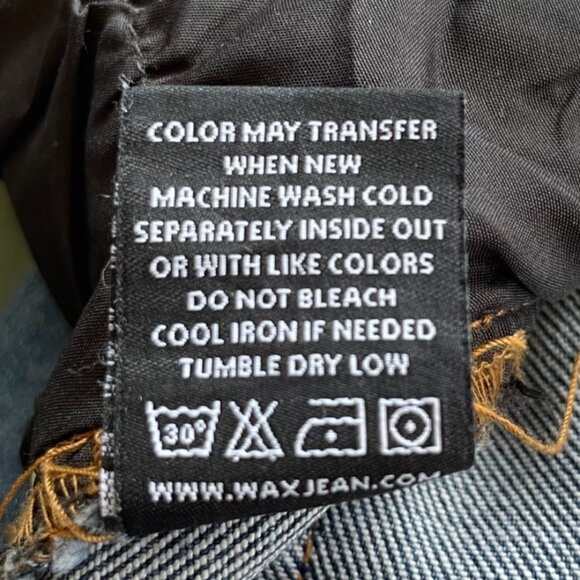 COLOR MAY TRANSFER
WHEN NEW
MACHINE WASH COLD
SEPARATELY INSIDE OUT
OR WITH LIKE COLORS
DO NOT BLEACH
COOL IRON IF NEEDED
TUMBLE DRY LOW
30°
WWW.WAXJEAN.COM